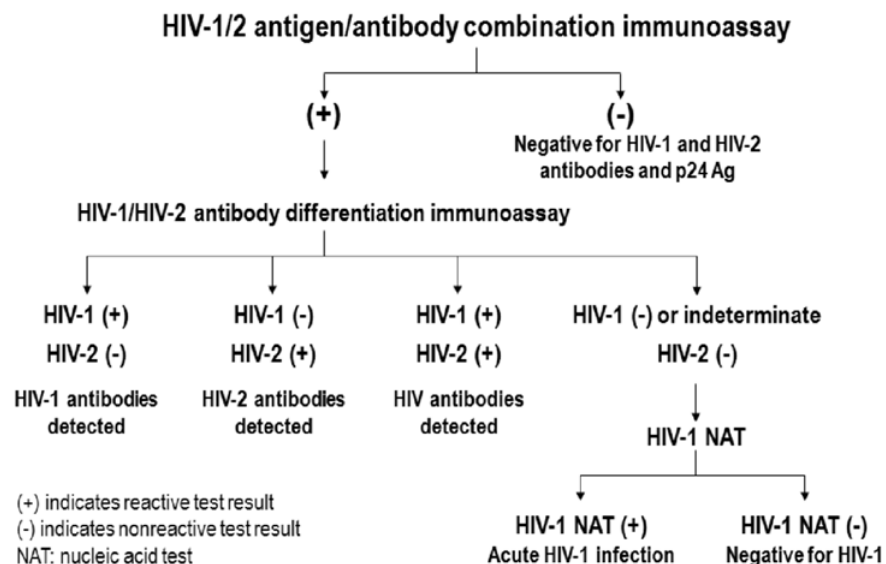 HIV-1/2 antigen/antibody combination immunoassay
(+)
(-)
Negative for HIV-1 and HIV-2
antibodies and p24 Ag
HIV-1/HIV-2 antibody differentiation immunoassay
HIV-1 (+)
HIV-2 (-)
HIV-1 antibodies
detected
HIV-1 (-)
HIV-2 (+)
HIV-2 antibodies
detected
HIV-1 (+)
HIV-2 (+)
HIV antibodies
detected
HIV-1 (-) or indeterminate
HIV-2 (-)
HIV-1 NAT
HIV-1 NAT (+)
Acute HIV-1 infection
HIV-1 NAT (-)
Negative for HIV-1
(+) indicates reactive test result
(-) indicates nonreactive test result
NAT: nucleic acid test